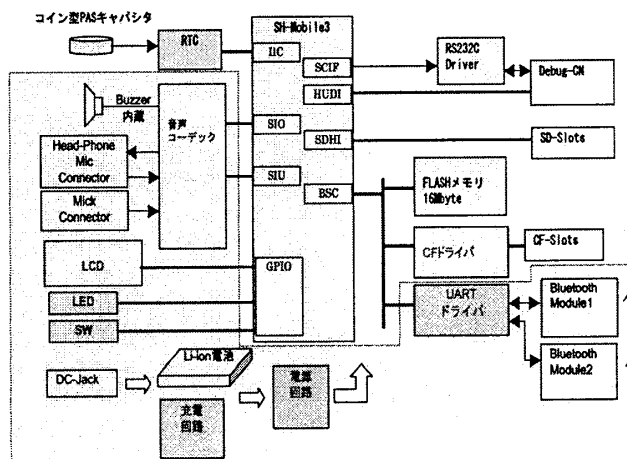 コイン型PASキャパシタ
RTC
SH-Mobile3
IIC
SCIF
HUDI
SIO
SDHI
SIU
BSC
GPIO
RS232C
Driver
Debug-CN
SD-Slots
Buzzer
内蔵
音声
コーデック
Head-Phone
Mic
Connector
Mick
Connector
FLASHメモリ
16Mbyte
CFドライバ
CF-Slots
LCD
LED
SW
UART
ドライバ
Bluetooth
Module1
Bluetooth
Module2
DC-Jack
Li-Ion電池
充電
回路
電源
回路